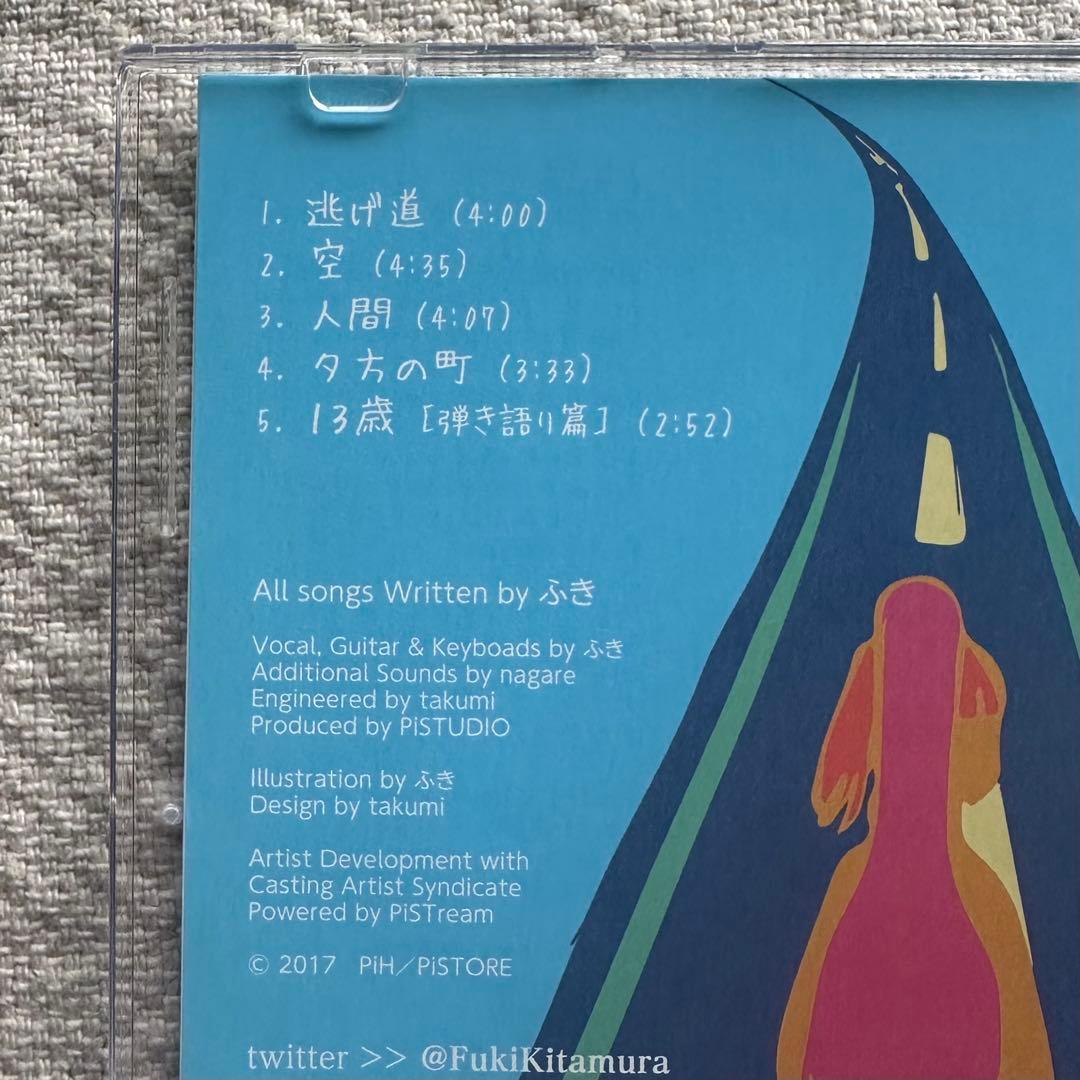 1. 逃げ道 (4:00)
2. 空 (4:35)
3. 人間 (4:07)
4. 夕方の町 (3:33)
5. 13歳 [弾き語り篇] (2:52)
All songs Written by ふき
Vocal, Guitar & Keyboads by ふき
Additional Sounds by nagare
Engineered by takumi
Produced by PiSTUDIO
Illustration by ふき
Design by takumi
Artist Development with
Casting Artist Syndicate
Powered by PiSTream
© 2017 PiH/PiSTORE
twitter >> @FukiKitamura